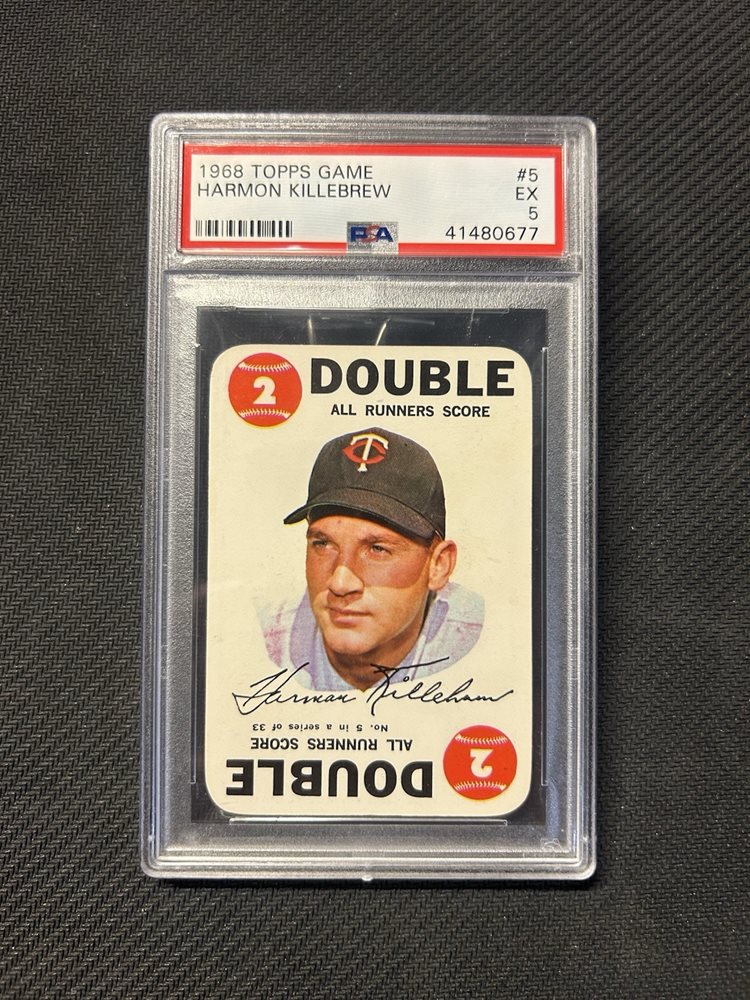 1968 TOPPS GAME
HARMON KILLEBREW
#5
EX
5
PSA
41480677
2
DOUBLE
ALL RUNNERS SCORE
TC
Harmon Killebrew
No. 5 in a series of 33
ALL RUNNERS SCORE
DOUBLE
2